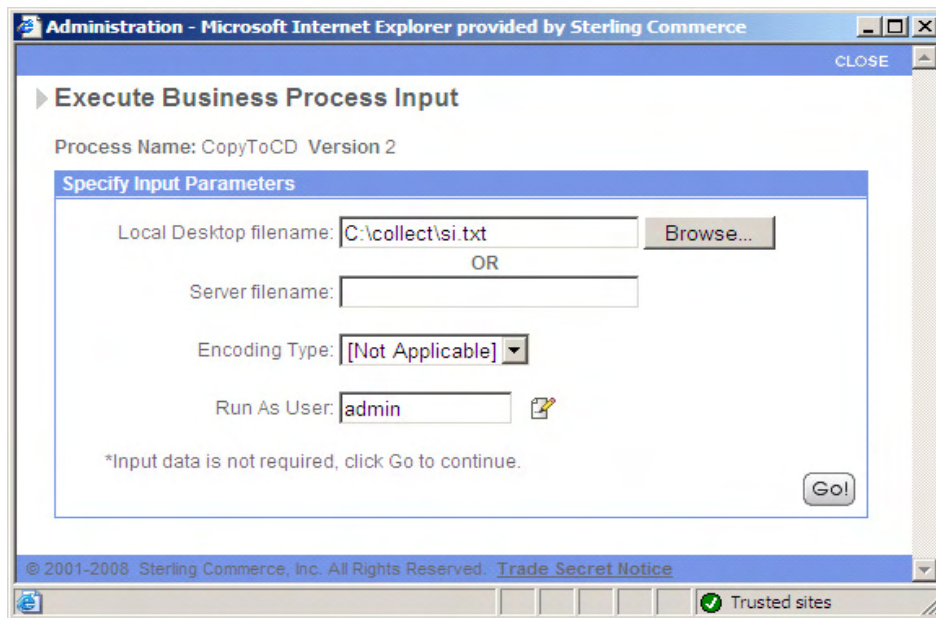 Administration - Microsoft Internet Explorer provided by Sterling Commerce
CLOSE
Execute Business Process Input
Process Name: CopyToCD Version 2
Specify Input Parameters
Local Desktop filename: C:\collect\si.txt Browse...
OR
Server filename:
Encoding Type: [Not Applicable]
Run As User: admin
*Input data is not required, click Go to continue.
Go!
© 2001-2008 Sterling Commerce, Inc. All Rights Reserved. Trade Secret Notice
Trusted sites